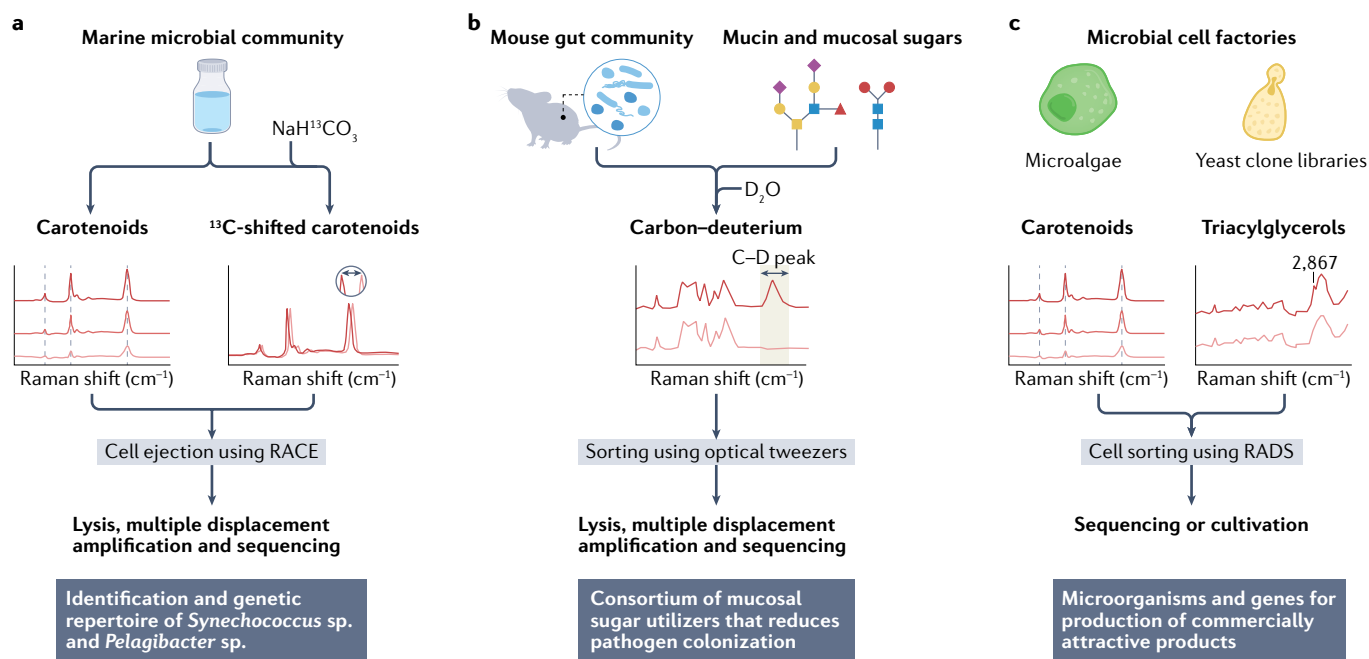 a
Marine microbial community
NaH¹³CO₃
Carotenoids
¹³C-shifted carotenoids
Raman shift (cm⁻¹)
Raman shift (cm⁻¹)
Cell ejection using RACE
Lysis, multiple displacement
amplification and sequencing
Identification and genetic
repertoire of Synechococcus sp.
and Pelagibacter sp.
b
Mouse gut community
Mucin and mucosal sugars
D₂O
Carbon–deuterium
C–D peak
Raman shift (cm⁻¹)
Sorting using optical tweezers
Lysis, multiple displacement
amplification and sequencing
Consortium of mucosal
sugar utilizers that reduces
pathogen colonization
c
Microbial cell factories
Microalgae
Yeast clone libraries
Carotenoids
Triacylglycerols
2,867
Raman shift (cm⁻¹)
Raman shift (cm⁻¹)
Cell sorting using RADS
Sequencing or cultivation
Microorganisms and genes for
production of commercially
attractive products